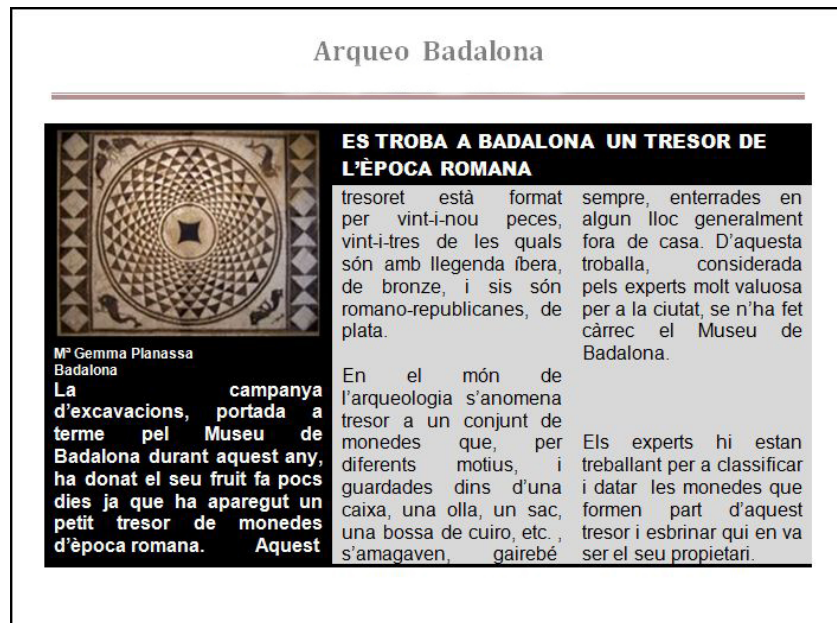 Arqueo Badalona
ES TROBA A BADALONA UN TRESOR DE
L'ÈPOCA ROMANA
Mª Gemma Planassa
Badalona
La campanya
d'excavacions, portada a
terme pel Museu de
Badalona durant aquest any,
ha donat el seu fruit fa pocs
dies ja que ha aparegut un
petit tresor de monedes
d'època romana. Aquest
tresoret està format
per vint-i-nou peces,
vint-i-tres de les quals
són amb llegenda íbera,
de bronze, i sis són
romano-republicanes, de
plata.
En el món de
l'arqueologia s'anomena
tresor a un conjunt de
monedes que, per
diferents motius, i
guardades dins d'una
caixa, una olla, un sac,
una bossa de cuiro, etc. ,
s'amagaven, gairebé
sempre, enterrades en
algun lloc generalment
fora de casa. D'aquesta
troballa, considerada
pels experts molt valuosa
per a la ciutat, se n'ha fet
càrrec el Museu de
Badalona.
Els experts hi estan
treballant per a classificar
i datar les monedes que
formen part d'aquest
tresor i esbrinar qui en va
ser el seu propietari.